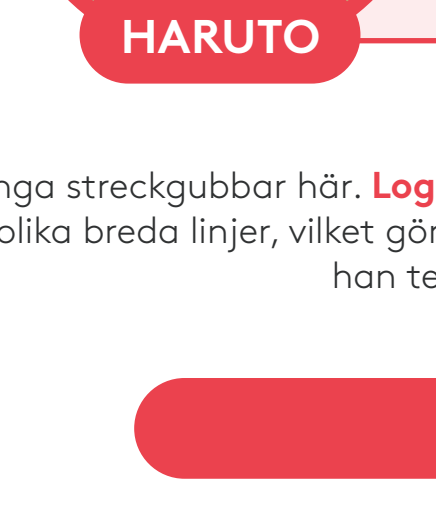 HARUTO
nga streckgubbar här. Log
olika breda linjer, vilket gör
han te